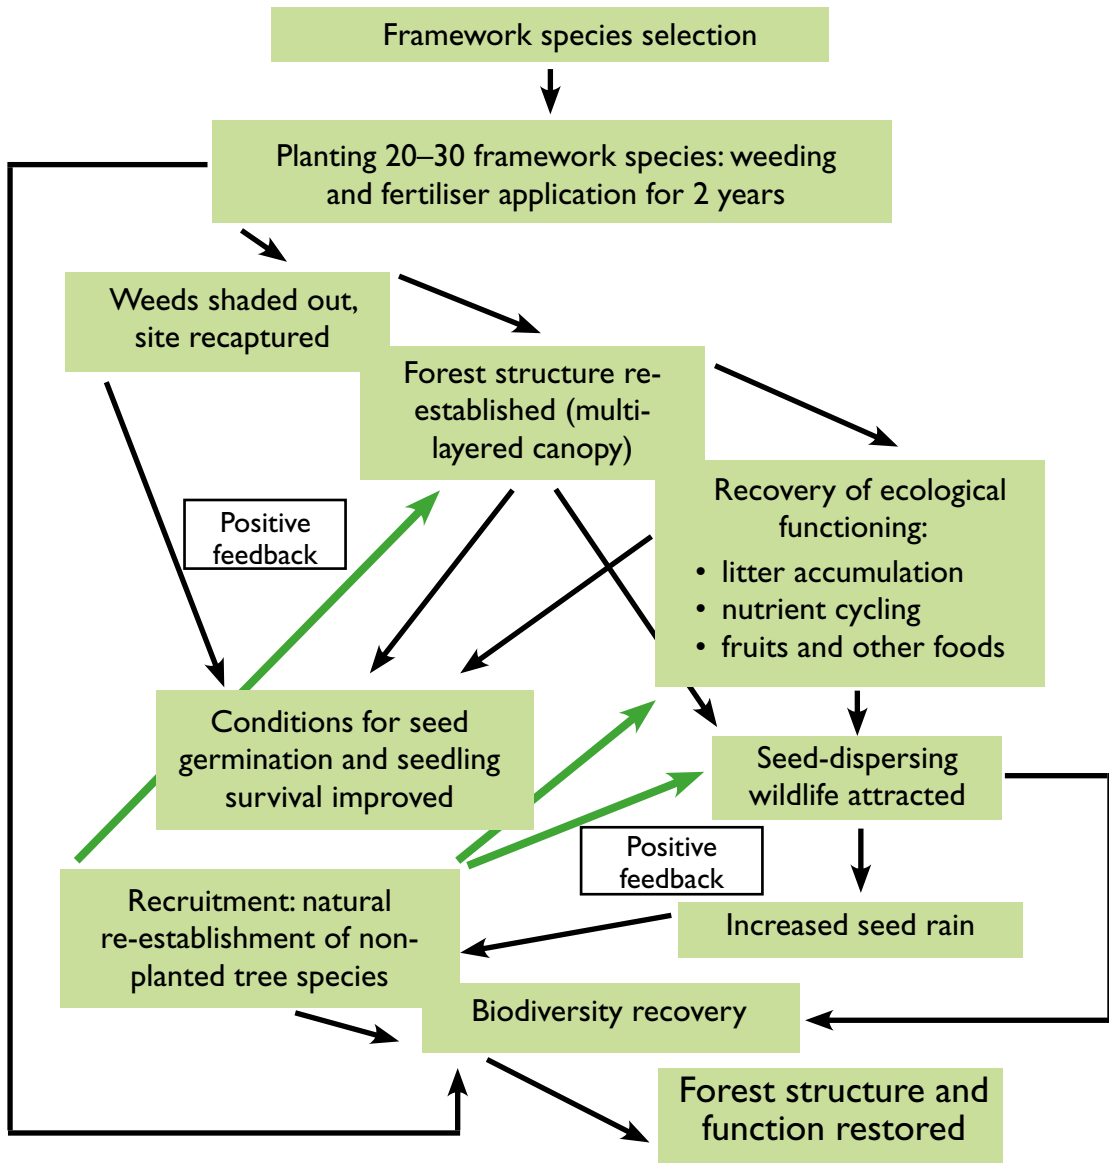 Framework species selection
Planting 20–30 framework species: weeding
and fertiliser application for 2 years
Weeds shaded out,
site recaptured
Forest structure re-
established (multi-
layered canopy)
Recovery of ecological
functioning:
• litter accumulation
• nutrient cycling
• fruits and other foods
Positive
feedback
Conditions for seed
germination and seedling
survival improved
Seed-dispersing
wildlife attracted
Positive
feedback
Recruitment: natural
re-establishment of non-
planted tree species
Increased seed rain
Biodiversity recovery
Forest structure and
function restored